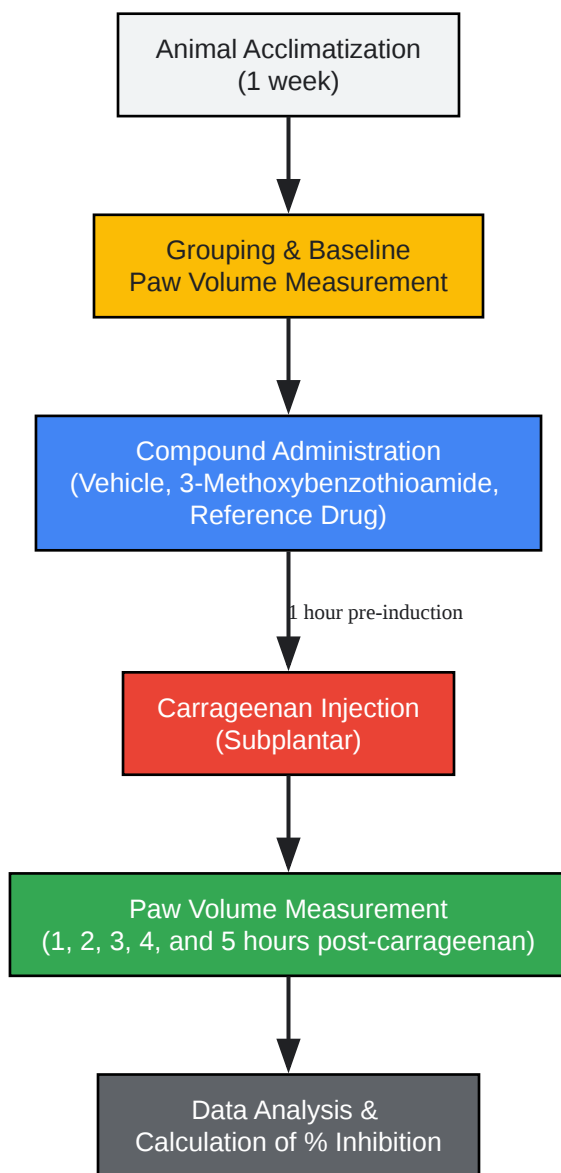 Animal Acclimatization
(1 week)
Grouping & Baseline
Paw Volume Measurement
Compound Administration
(Vehicle, 3-Methoxybenzothioamide,
Reference Drug)
1 hour pre-induction
Carrageenan Injection
(Subplantar)
Paw Volume Measurement
(1, 2, 3, 4, and 5 hours post-carrageenan)
Data Analysis &
Calculation of % Inhibition